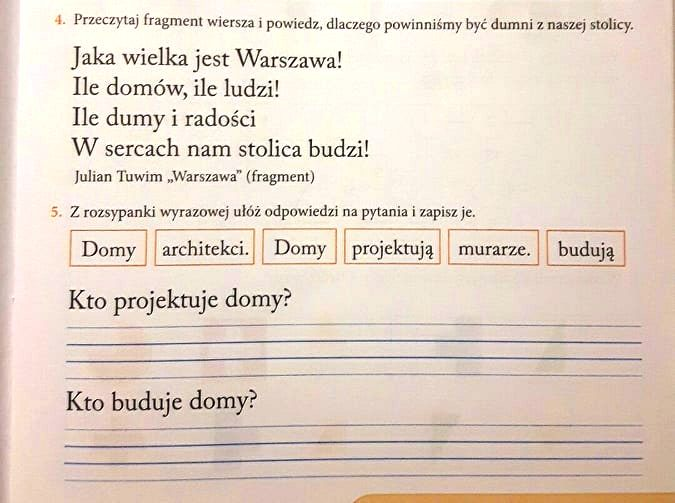 4. Przeczytaj fragment wiersza i powiedz, dlaczego powinniśmy być dumni z naszej stolicy.
Jaka wielka jest Warszawa!
Ile domów, ile ludzi!
Ile dumy i radości
W sercach nam stolica budzi!
Julian Tuwim „Warszawa” (fragment)
5. Z rozsypanki wyrazowej ułóż odpowiedzi na pytania i zapisz je.
Domy architekci. Domy projektują murarze. budują
Kto projektuje domy?
Kto buduje domy?